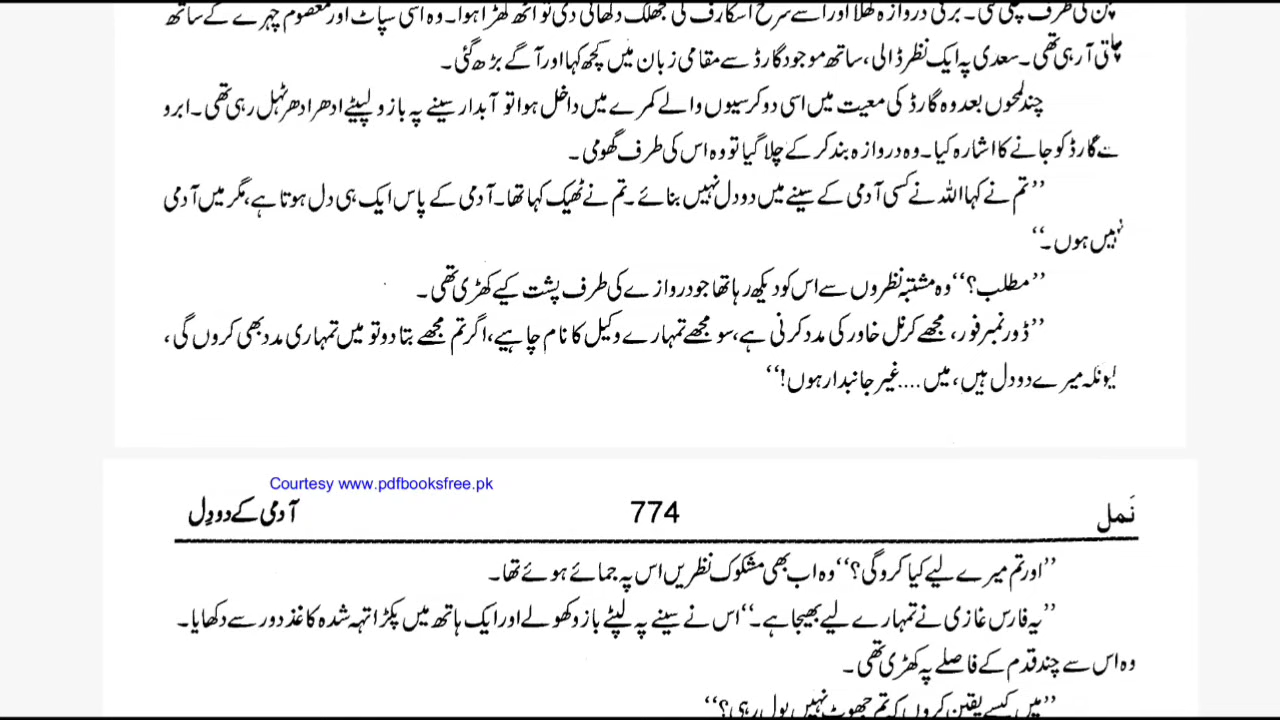 کی طرف چلی گئی۔ برقی دروازہ کھلا اور اسے سرخ اسکارف کی جھلک دکھائی دی تو اٹھ کھڑا ہوا۔ وہ اسی سپاٹ اور معصوم چہرے کے ساتھ
چلتی آ رہی تھی۔ سعدی پہ ایک نظر ڈالی، ساتھ موجود گارڈ سے مقامی زبان میں کچھ کہا اور آگے بڑھ گئی۔
چند لمحوں بعد وہ گارڈ کی معیت میں اسی دو کرسیوں والے کمرے میں داخل ہوا تو آبدار سینے پہ بازو لپیٹے ادھر ادھر ٹہل رہی تھی۔ ابرو
سے گارڈ کو جانے کا اشارہ کیا۔ وہ دروازہ بند کر کے چلا گیا تو وہ اس کی طرف گھومی۔
”تم نے کہا اللہ نے کسی آدمی کے سینے میں دو دل نہیں بنائے۔ تم نے ٹھیک کہا تھا۔ آدمی کے پاس ایک ہی دل ہوتا ہے، مگر میں آدمی
نہیں ہوں۔“
”مطلب؟“ وہ مشتبہ نظروں سے اس کو دیکھ رہا تھا جو دروازے کی طرف پشت کیے کھڑی تھی۔
”ڈور نمبر فور، مجھے کرنل خاور کی مدد کرنی ہے، سو مجھے تمہارے وکیل کا نام چاہیے، اگر تم مجھے بتا دو تو میں تمہاری مدد بھی کروں گی،
کیونکہ میرے دو دل ہیں، میں.... غیر جانبدار ہوں!“
Courtesy www.pdfbooksfree.pk
نَمل 774 آدمی کے دو دِل
”اور تم میرے لیے کیا کرو گی؟“ وہ اب بھی مشکوک نظریں اس پہ جمائے ہوئے تھا۔
”یہ فارس غازی نے تمہارے لیے بھیجا ہے۔“ اس نے سینے پہ لپٹے بازو کھولے اور ایک ہاتھ میں پکڑا تہہ شدہ کاغذ دور سے دکھایا۔
وہ اس سے چند قدم کے فاصلے پہ کھڑی تھی۔
”میں کیسے یقین کروں کہ تم جھوٹ نہیں بول رہی؟“